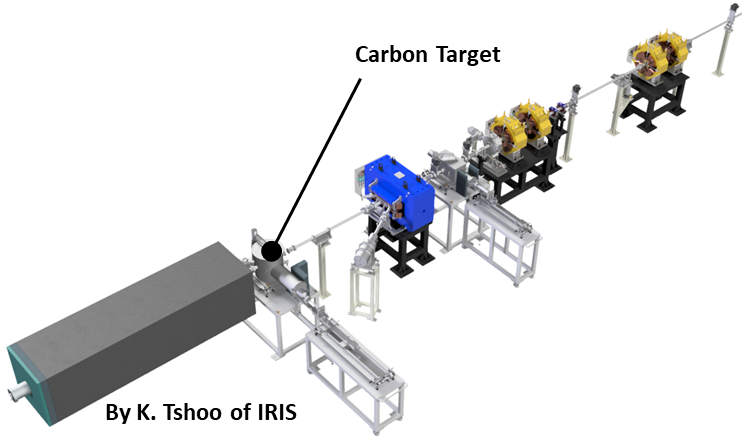 Carbon Target
By K. Tshoo of IRIS